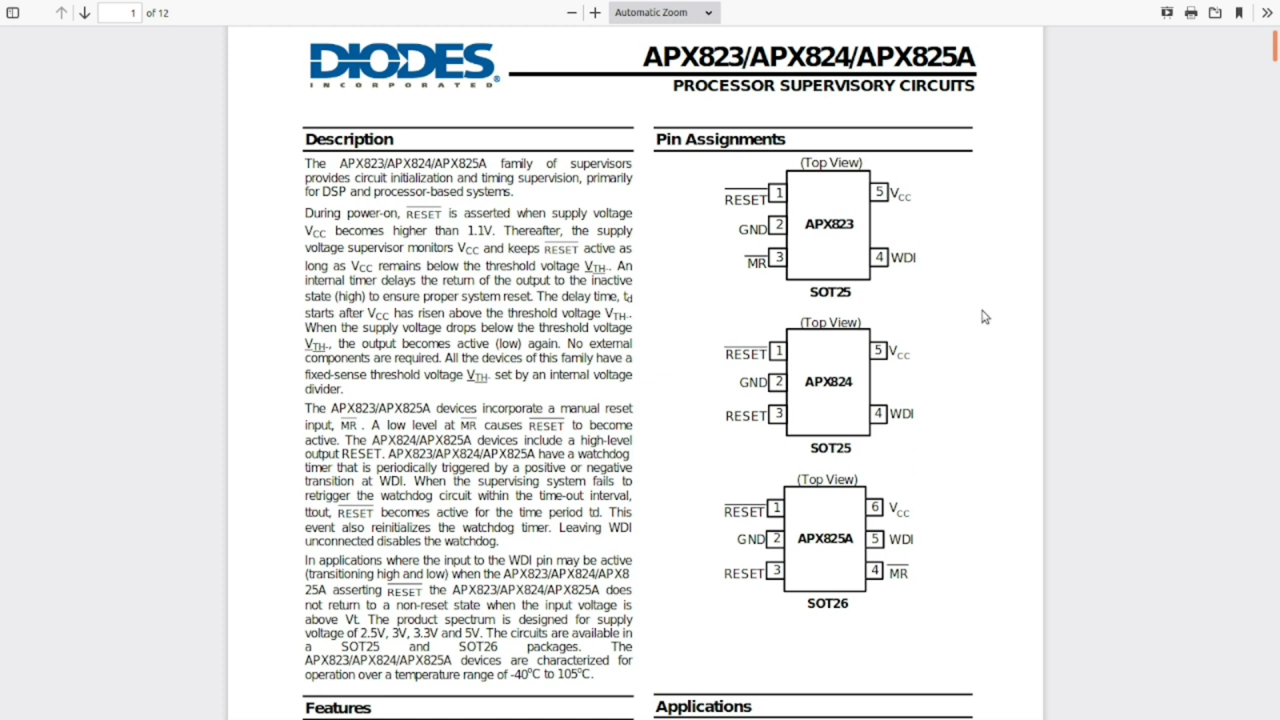 1 of 12
Automatic Zoom
DIODES
INCORPORATED
APX823/APX824/APX825A
PROCESSOR SUPERVISORY CIRCUITS
Description
The APX823/APX824/APX825A family of supervisors
provides circuit initialization and timing supervision, primarily
for DSP and processor-based systems.
During power-on, RESET is asserted when supply voltage
VCC becomes higher than 1.1V. Thereafter, the supply
voltage supervisor monitors VCC and keeps RESET active as
long as VCC remains below the threshold voltage VTH-. An
internal timer delays the return of the output to the inactive
state (high) to ensure proper system reset. The delay time, td
starts after VCC has risen above the threshold voltage VTH-.
When the supply voltage drops below the threshold voltage
VTH-, the output becomes active (low) again. No external
components are required. All the devices of this family have a
fixed-sense threshold voltage VTH- set by an internal voltage
divider.
The APX823/APX825A devices incorporate a manual reset
input, MR . A low level at MR causes RESET to become
active. The APX824/APX825A devices include a high-level
output RESET. APX823/APX824/APX825A have a watchdog
timer that is periodically triggered by a positive or negative
transition at WDI. When the supervising system fails to
retrigger the watchdog circuit within the time-out interval,
ttout, RESET becomes active for the time period td. This
event also reinitializes the watchdog timer. Leaving WDI
unconnected disables the watchdog.
In applications where the input to the WDI pin may be active
(transitioning high and low) when the APX823/APX824/APX8
25A asserting RESET the APX823/APX824/APX825A does
not return to a non-reset state when the input voltage is
above Vt. The product spectrum is designed for supply
voltage of 2.5V, 3V, 3.3V and 5V. The circuits are available in
a SOT25 and SOT26 packages. The
APX823/APX824/APX825A devices are characterized for
operation over a temperature range of -40°C to 105°C.
Features
Pin Assignments
(Top View)
RESET 1 5 VCC
GND 2 APX823
MR 3 4 WDI
SOT25
(Top View)
RESET 1 5 VCC
GND 2 APX824
RESET 3 4 WDI
SOT25
(Top View)
RESET 1 6 VCC
GND 2 APX825A 5 WDI
RESET 3 4 MR
SOT26
Applications